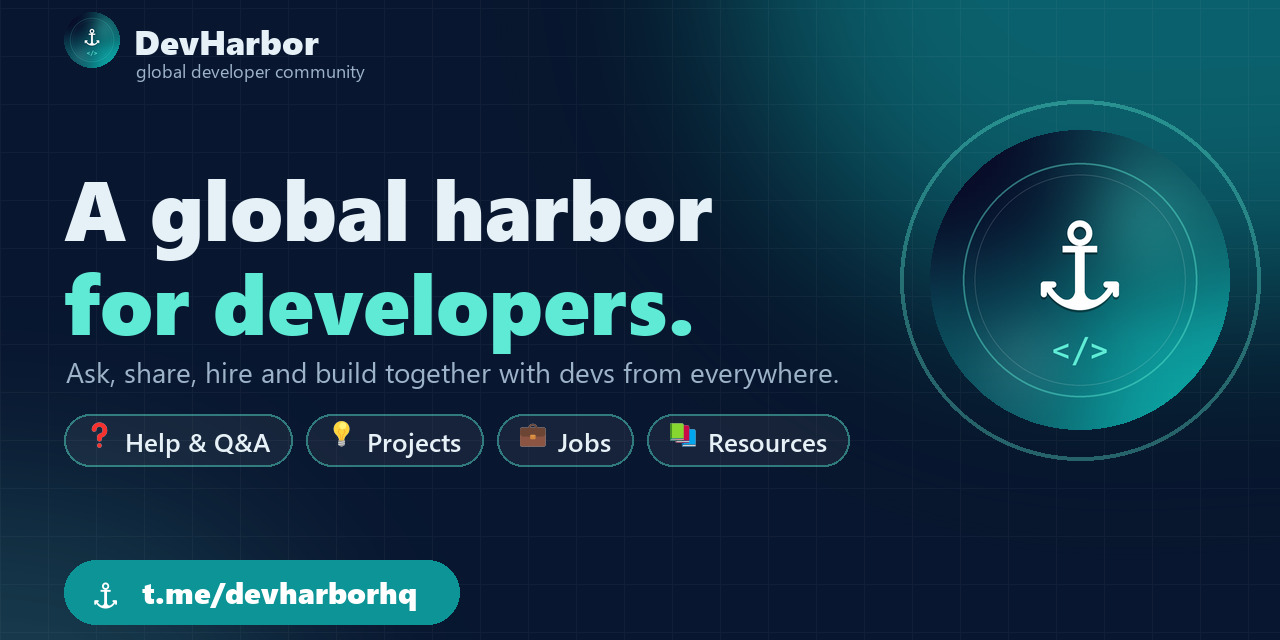 DevHarbor
global developer community
A global harbor
for developers.
Ask, share, hire and build together with devs from everywhere.
❓ Help & Q&A
💡 Projects
💼 Jobs
📚 Resources
⚓
</>
⚓ t.me/devharborhq